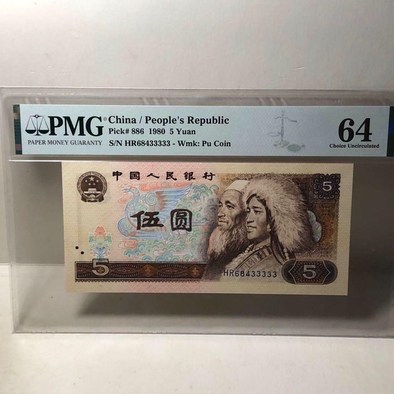 PMG
PAPER MONEY GUARANTY
China / People's Republic
Pick# 886 1980 5 Yuan
S/N HR68433333 - Wmk: Pu Coin
64
Choice Uncirculated
中国人民银行
5
伍圆
5
HR68433333
5